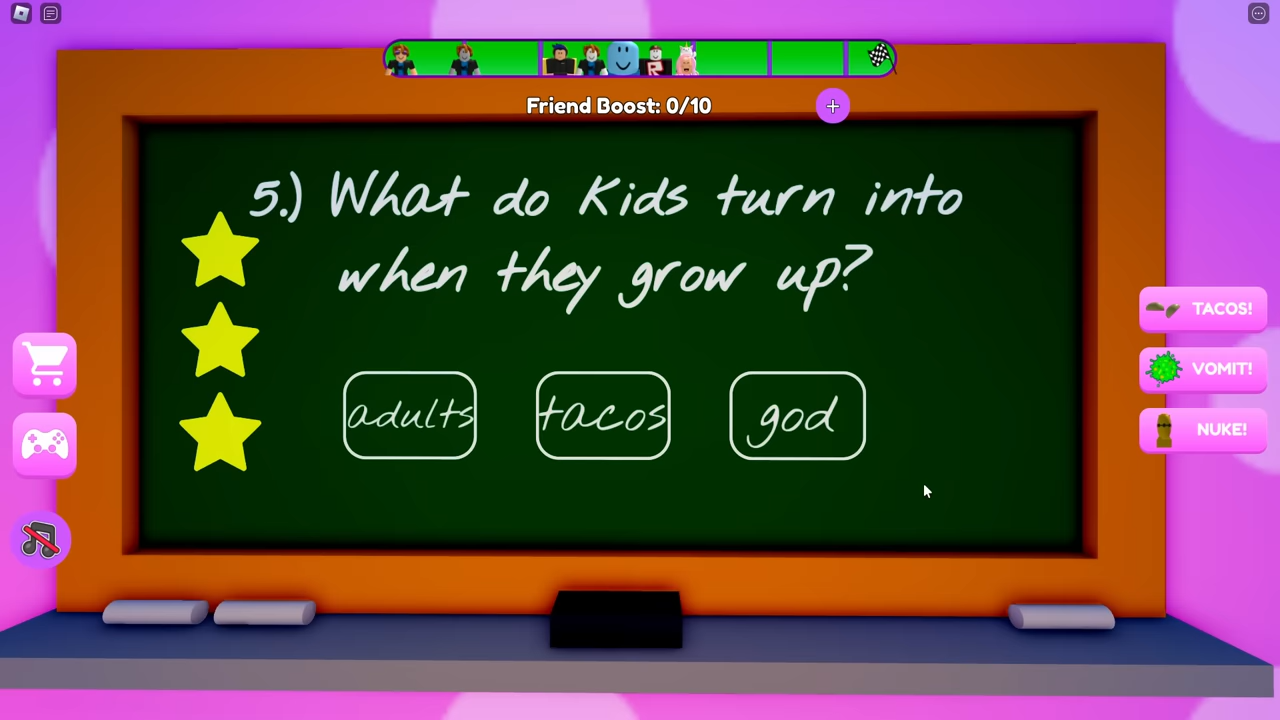 Friend Boost: 0/10
+
5.) What do Kids turn into
when they grow up?
adults
tacos
god
TACOS!
VOMIT!
NUKE!